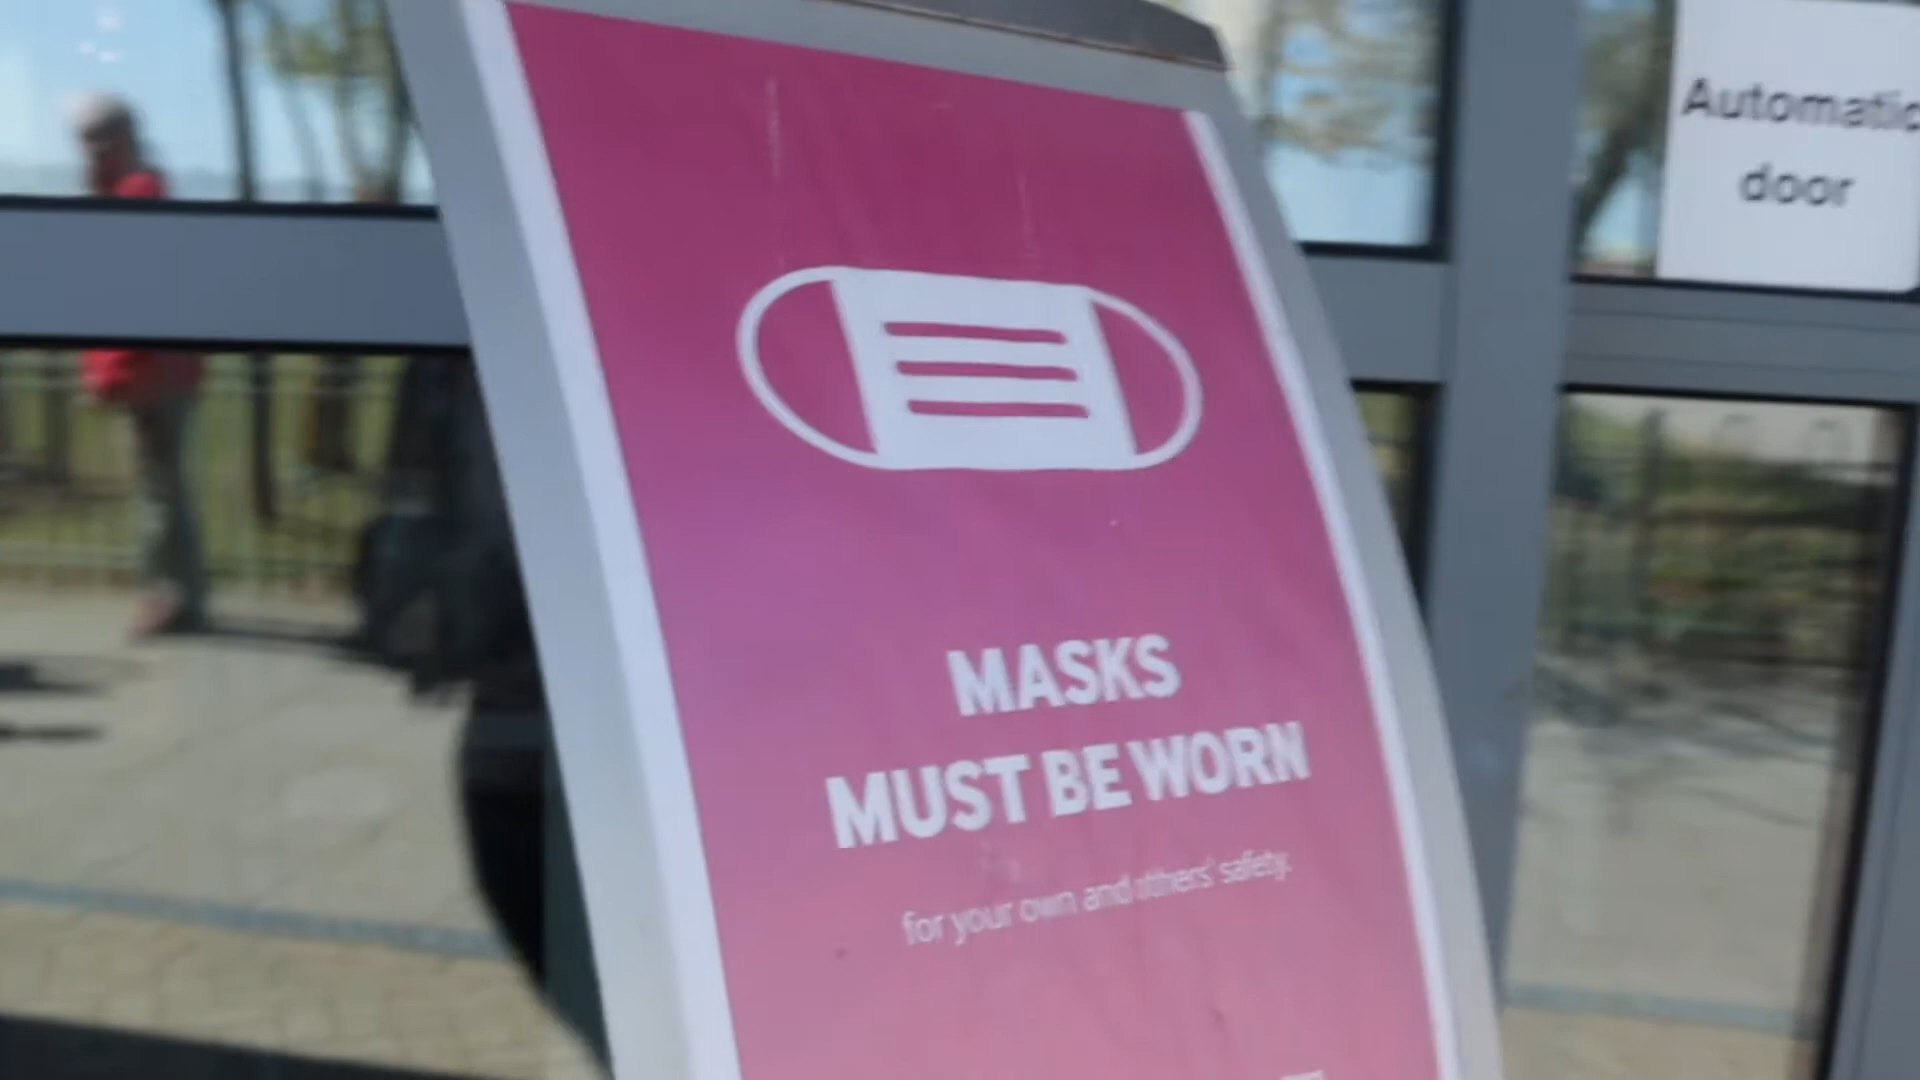 Automatic
door
MASKS
MUST BE WORN
for your own and others' safety.